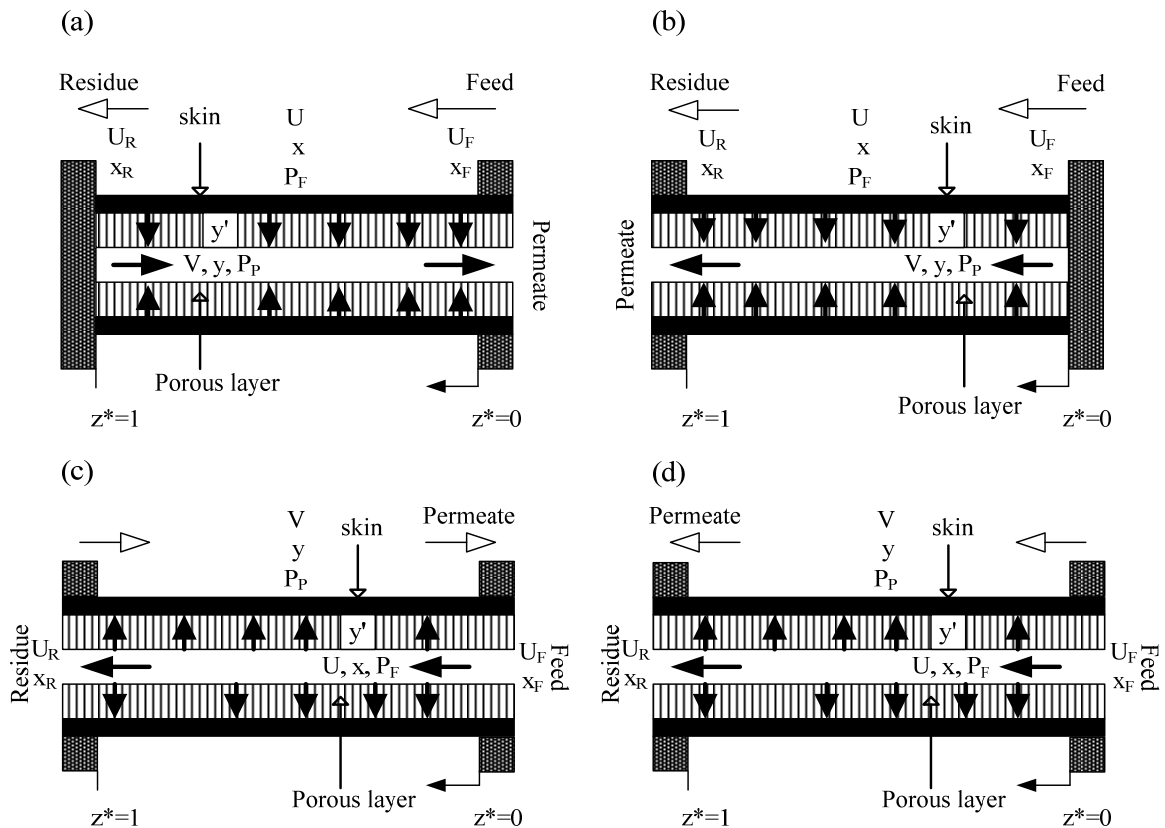 (a)
Residue
Feed
skin
U
x
P_F
U_R
x_R
U_F
x_F
y'
V, y, P_P
Permeate
Porous layer
z*=1
z*=0
(b)
Residue
Feed
U
x
P_F
skin
U_R
x_R
U_F
x_F
y'
V, y, P_P
Permeate
Porous layer
z*=1
z*=0
(c)
V
y
P_P
skin
Permeate
y'
Residue
U_R
x_R
U, x, P_F
U_F
x_F
Feed
Porous layer
z*=1
z*=0
(d)
Permeate
V
y
P_P
skin
y'
Residue
U_R
x_R
U, x, P_F
U_F
x_F
Feed
Porous layer
z*=1
z*=0